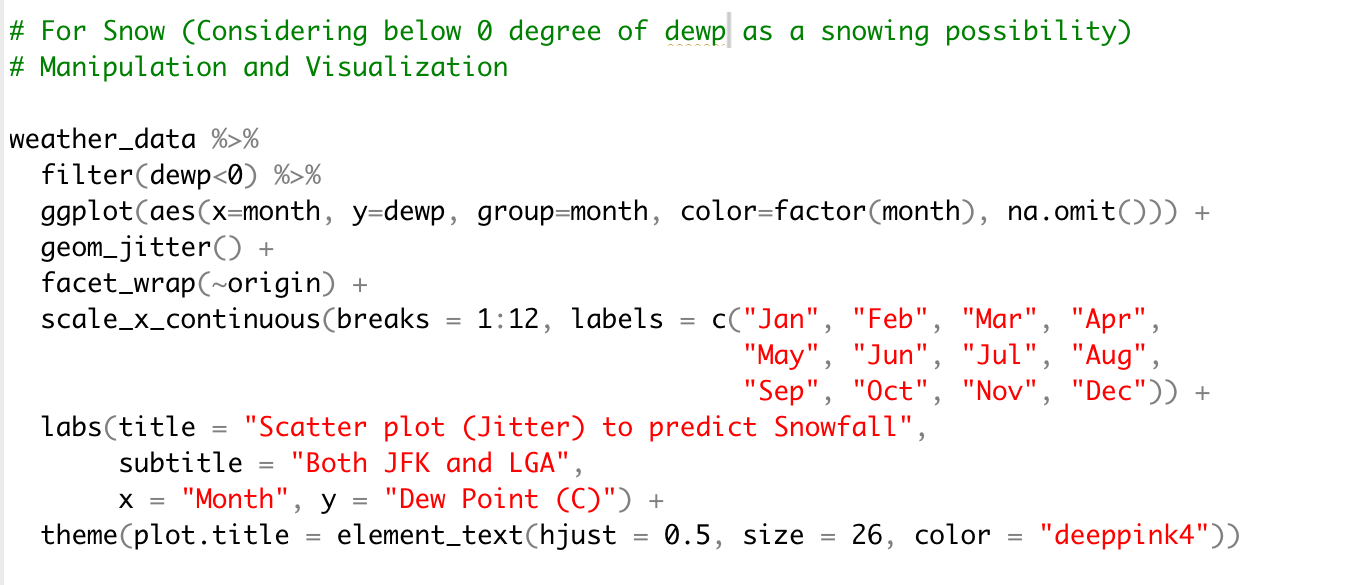 # For Snow (Considering below 0 degree of dewp as a snowing possibility)
# Manipulation and Visualization

weather_data %>%
  filter(dewp<0) %>%
  ggplot(aes(x=month, y=dewp, group=month, color=factor(month), na.omit())) +
  geom_jitter() +
  facet_wrap(~origin) +
  scale_x_continuous(breaks = 1:12, labels = c("Jan", "Feb", "Mar", "Apr",
                                               "May", "Jun", "Jul", "Aug",
                                               "Sep", "Oct", "Nov", "Dec")) +
  labs(title = "Scatter plot (Jitter) to predict Snowfall",
       subtitle = "Both JFK and LGA",
       x = "Month", y = "Dew Point (C)") +
  theme(plot.title = element_text(hjust = 0.5, size = 26, color = "deeppink4"))